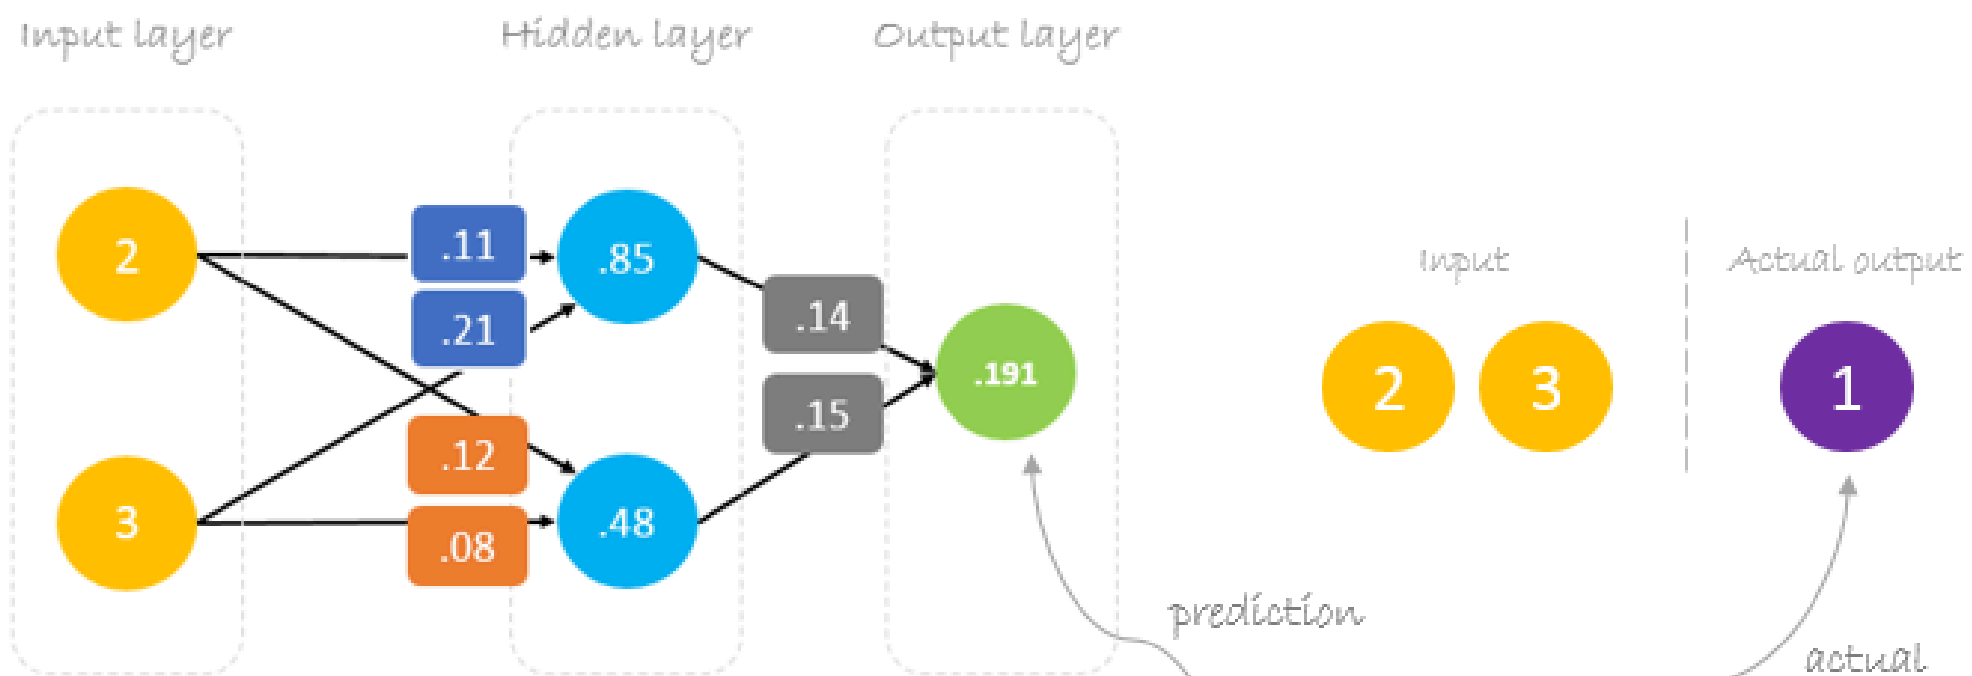 Input layer
Hidden layer
Output layer
2
.11
.85
.21
.14
.191
.15
3
.12
.08
.48
Input
Actual output
2 3
1
prediction
actual